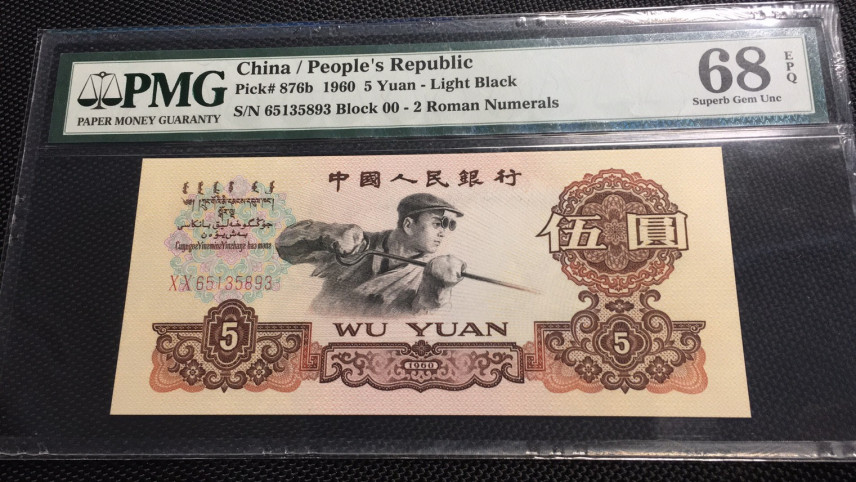 PMG
PAPER MONEY GUARANTY
China / People's Republic
Pick# 876b 1960 5 Yuan - Light Black
S/N 65135893 Block 00 - 2 Roman Numerals
68
EPQ
Superb Gem Unc
中國人民銀行
伍圓
XX 65135893
WU YUAN
5
1960
5